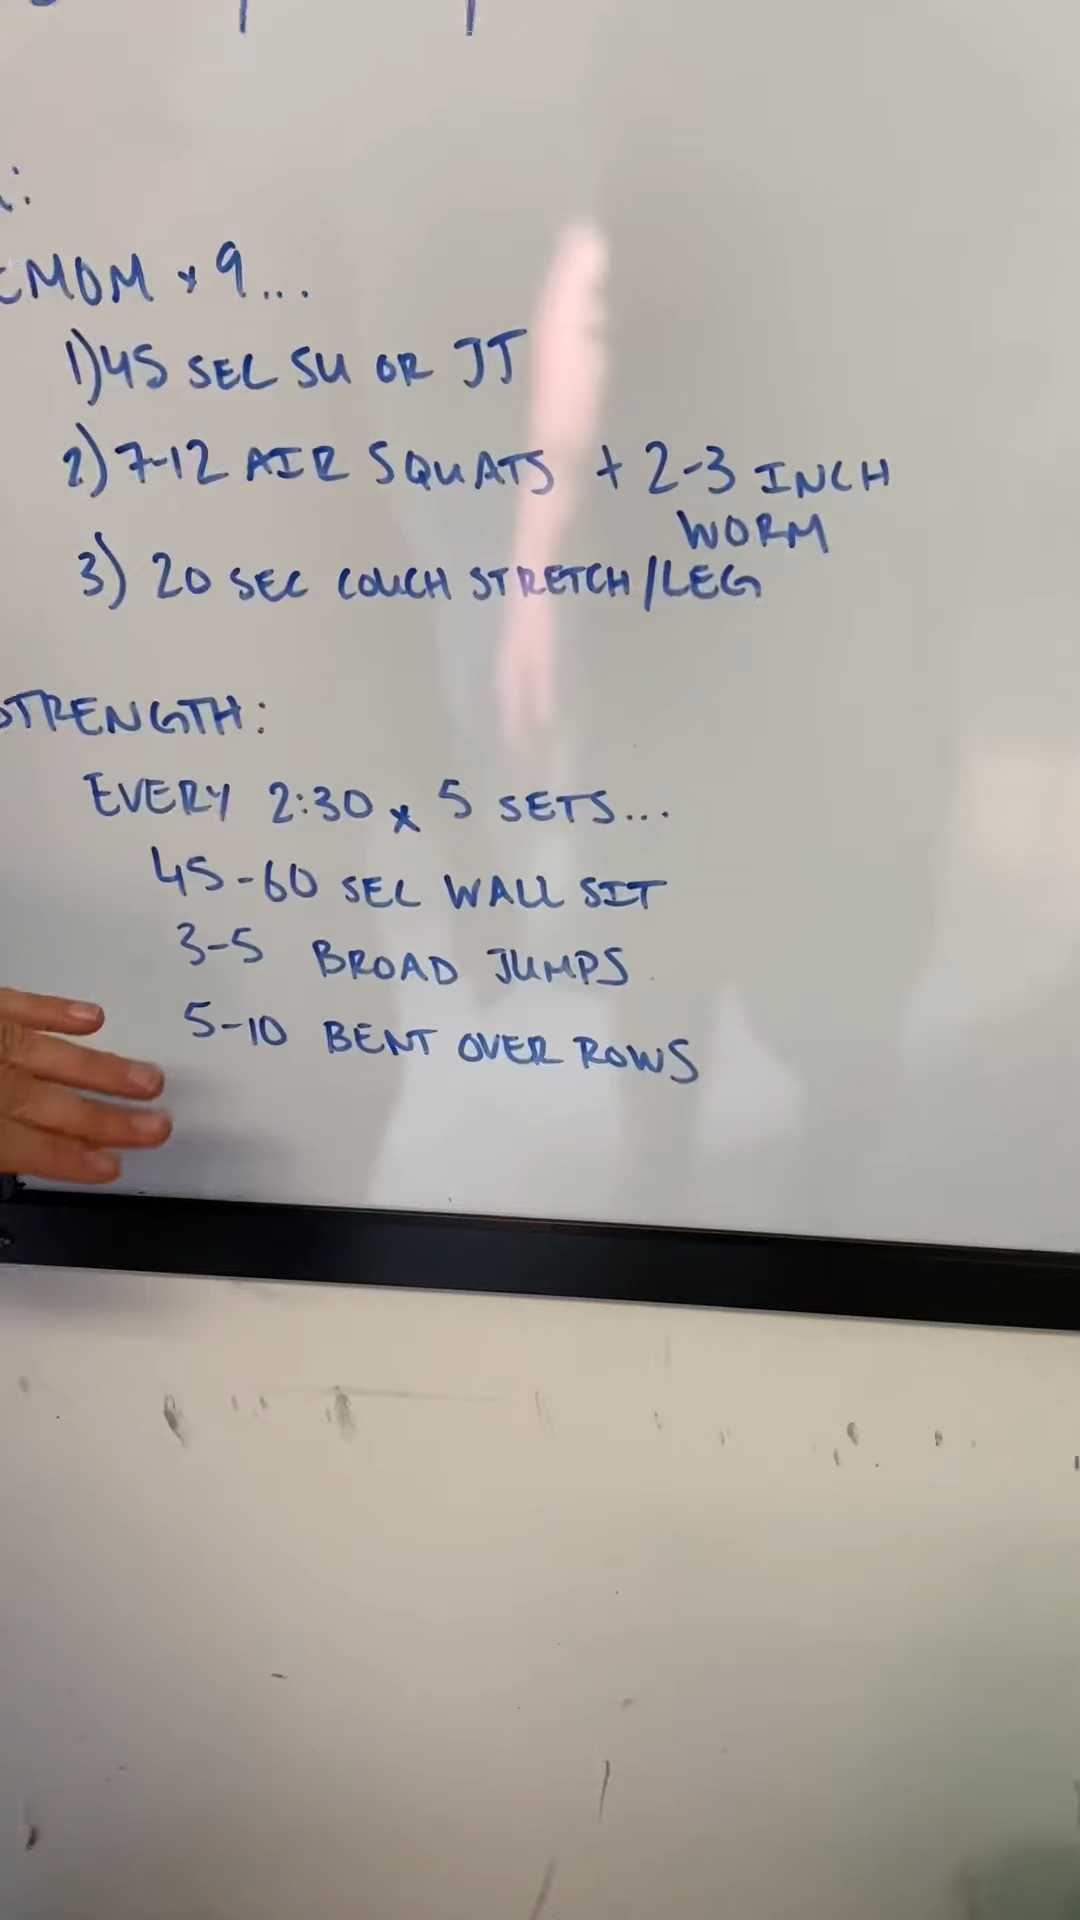 EMOM x 9...
1) 45 SEC SU OR JJ
2) 7-12 AIR SQUATS + 2-3 INCH
WORM
3) 20 SEC COUCH STRETCH/LEG
STRENGTH:
EVERY 2:30 x 5 SETS...
45-60 SEC WALL SIT
3-5 BROAD JUMPS
5-10 BENT OVER ROWS